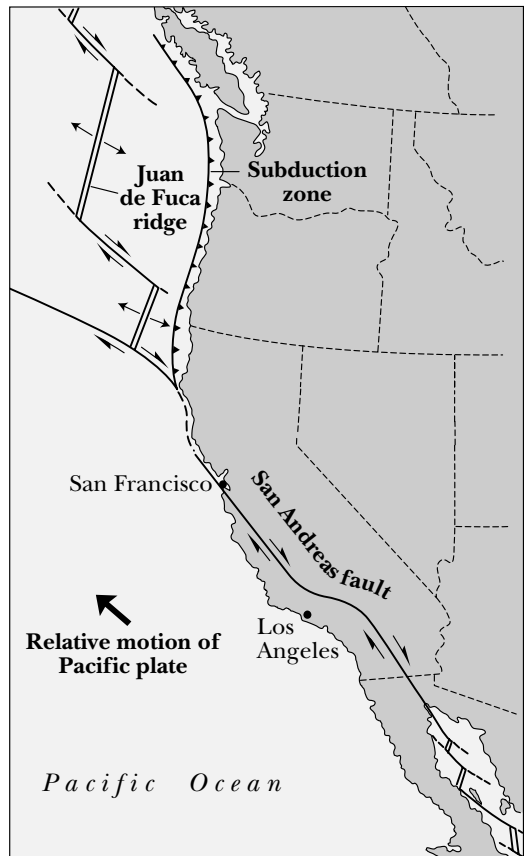 Juan
de Fuca
ridge
Subduction
zone
San Francisco
San Andreas fault
Los
Angeles
Relative motion of
Pacific plate
Pacific Ocean